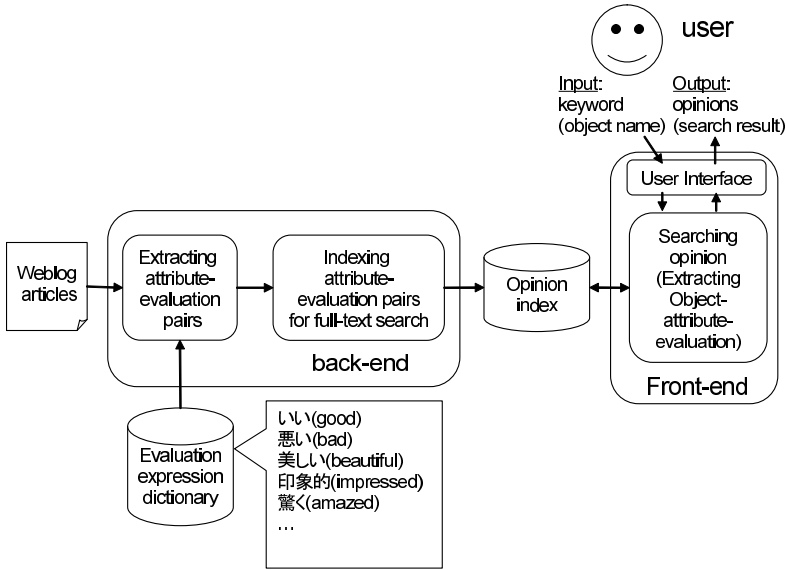 user
Input:
keyword
(object name)
Output:
opinions
(search result)
User Interface
Searching
opinion
(Extracting
Object-
attribute-
evaluation)
Front-end
Weblog
articles
Extracting
attribute-
evaluation
pairs
Indexing
attribute-
evaluation pairs
for full-text search
back-end
Opinion
index
Evaluation
expression
dictionary
いい(good)
悪い(bad)
美しい(beautiful)
印象的(impressed)
驚く(amazed)
…